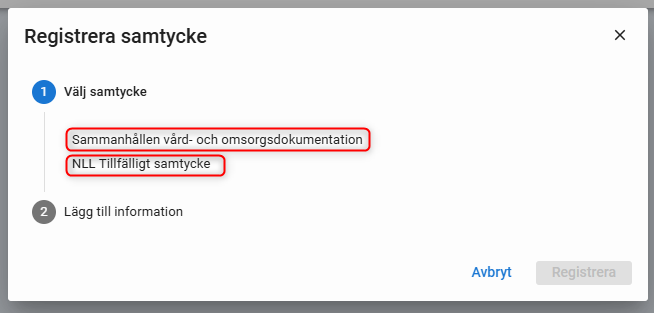 Registrera samtycke
1 Välj samtycke
Sammanhållen vård- och omsorgsdokumentation
NLL Tillfälligt samtycke
2 Lägg till information
Avbryt Registrera